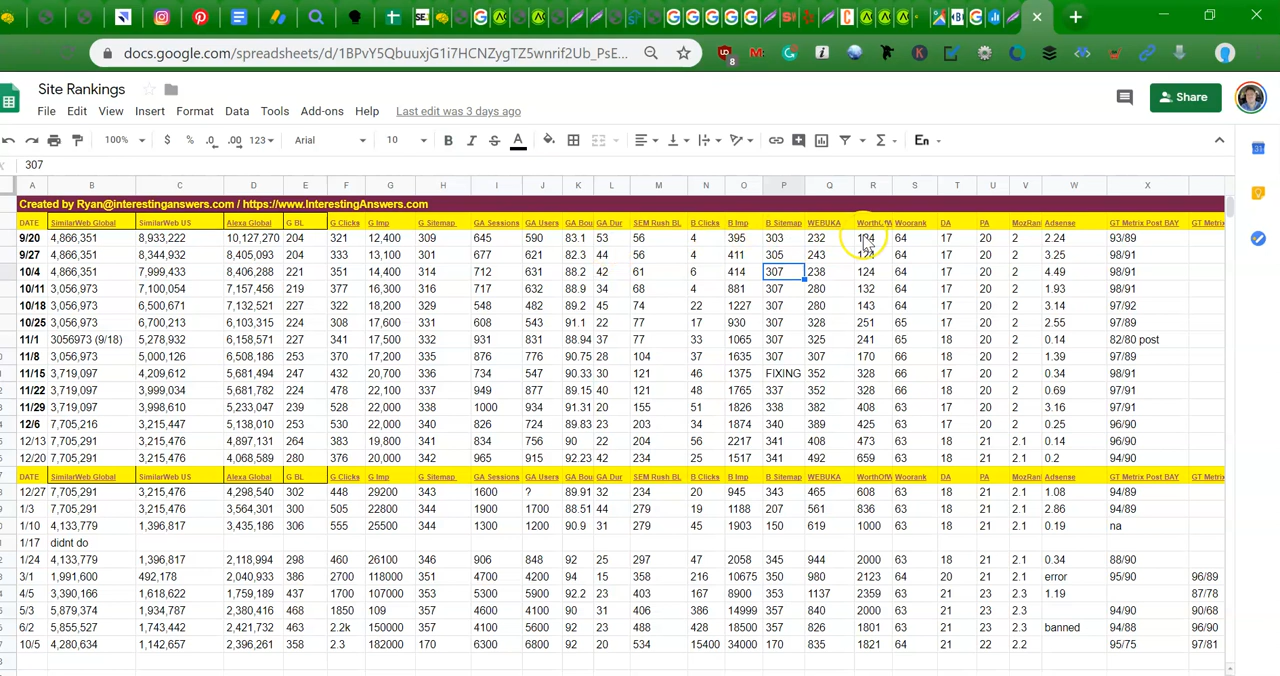 docs.google.com/spreadsheets/d/1BPvY5QbuuxjG1i7HCNZygTZ5wnrif2Ub_PsE...
8
Site Rankings
File Edit View Insert Format Data Tools Add-ons Help Last edit was 3 days ago
Share
100% $ % .0 .00 123 Arial 10 B I S A Σ En
307
A B C D E F G H I J K L M N O P Q R S T U V W X
Created by Ryan@interestinganswers.com / https://www.InterestingAnswers.com
DATE SimilarWeb Global SimilarWeb US Alexa Global G BL G Clicks G Imp G Sitemap GA Sessions GA Users GA Bou GA Dur SEM Rush BL B Clicks B Imp B Sitemap WEBUKA WorthOfW Woorank DA PA MozRan Adsense GT Metrix Post BAY GT Metrix
9/20 4,866,351 8,933,222 10,127,270 204 321 12,400 309 645 590 83.1 53 56 4 395 303 232 64 17 20 2 2.24 93/89
9/27 4,866,351 8,344,932 8,405,093 204 333 13,100 301 677 621 82.3 44 56 4 411 305 243 124 64 17 20 2 3.25 98/91
10/4 4,866,351 7,999,433 8,406,288 221 351 14,400 314 712 631 88.2 42 61 6 414 307 238 124 64 17 20 2 4.49 98/91
10/11 3,056,973 7,100,054 7,157,456 219 377 16,300 316 717 632 88.9 34 68 4 881 307 280 132 64 17 20 2 1.93 98/91
10/18 3,056,973 6,500,671 7,132,521 227 322 18,200 329 548 482 89.2 45 74 22 1227 307 280 143 64 17 20 2 3.14 97/92
10/25 3,056,973 6,700,213 6,103,315 224 308 17,600 331 608 543 91.1 22 77 17 930 307 328 251 65 17 20 2 2.55 97/89
11/1 3056973 (9/18) 5,278,932 6,158,571 227 341 17,500 332 931 831 88.94 37 77 33 1065 307 325 241 65 18 20 2 0.14 82/80 post
11/8 3,056,973 5,000,126 6,508,186 253 370 17,200 335 876 776 90.75 28 104 37 1635 307 307 170 66 18 20 2 1.39 97/89
11/15 3,719,097 4,209,612 5,681,494 247 432 20,700 336 734 547 90.33 30 121 46 1375 FIXING 352 328 66 18 20 2 0.34 98/91
11/22 3,719,097 3,999,034 5,681,782 224 478 22,100 337 949 877 89.15 40 121 48 1765 337 352 328 66 18 20 2 0.69 97/91
11/29 3,719,097 3,998,610 5,233,047 239 528 22,000 338 1000 934 91.31 20 155 51 1826 338 382 408 63 18 20 2 3.16 97/91
12/6 7,705,216 3,215,447 5,138,010 253 530 22,000 340 826 724 89.83 23 203 34 1874 340 389 425 63 18 20 2 0.25 96/90
12/13 7,705,291 3,215,476 4,897,131 264 383 19,800 341 834 756 90 22 204 56 2217 341 408 473 63 18 21 2.1 0.14 96/90
12/20 7,705,291 3,215,476 4,068,580 280 376 20,000 342 953 865 92.23 42 234 25 1517 341 492 659 63 18 21 2.1 0.2 94/90
DATE SimilarWeb Global SimilarWeb US Alexa Global G BL G Clicks G Imp G Sitemap GA Sessions GA Users GA Bou GA Dur SEM Rush BL B Clicks B Imp B Sitemap WEBUKA WorthOfW Woorank DA PA MozRan Adsense GT Metrix Post BAY GT Metrix
12/27 7,705,291 3,215,476 4,298,540 302 448 29200 343 1600 ? 89.91 32 234 20 945 343 465 608 63 18 21 2.1 1.08 94/89
1/3 7,705,291 3,215,476 3,564,301 300 505 22800 344 1900 1700 88.51 44 279 19 1188 207 561 836 63 18 21 2.1 2.86 94/89
1/10 4,133,779 1,396,817 3,435,186 306 555 25500 344 1300 1200 90.9 31 279 45 1903 150 619 1000 63 18 21 2.1 0.19 na
1/17 didnt do
1/24 4,133,779 1,396,817 2,118,994 298 460 26100 346 906 848 92 25 297 47 2058 345 944 2000 63 18 21 2.1 0.34 88/90
3/1 1,991,600 492,178 2,040,933 386 2700 118000 351 4700 4200 94 15 358 216 10675 350 980 2123 64 20 21 2.1 error 95/90 96/89
4/5 3,390,166 1,618,622 1,759,189 437 1700 107000 353 5300 5900 92.2 23 403 167 8900 353 1137 2359 64 21 23 2.3 1.19 87/78
5/3 5,879,374 1,934,787 2,380,416 468 1850 109 357 4600 4100 90 31 406 386 14999 357 840 2000 63 21 23 2.3 94/90 90/68
6/2 5,855,527 1,743,442 2,421,732 463 2.2k 150000 357 4100 5600 92 23 488 428 18500 357 826 1801 63 21 23 2.3 banned 94/88 96/90
10/5 4,280,634 1,142,657 2,396,261 358 2.3 182000 170 6300 6800 92 20 534 15400 34000 170 835 1821 64 21 22 2.2 95/75 97/81